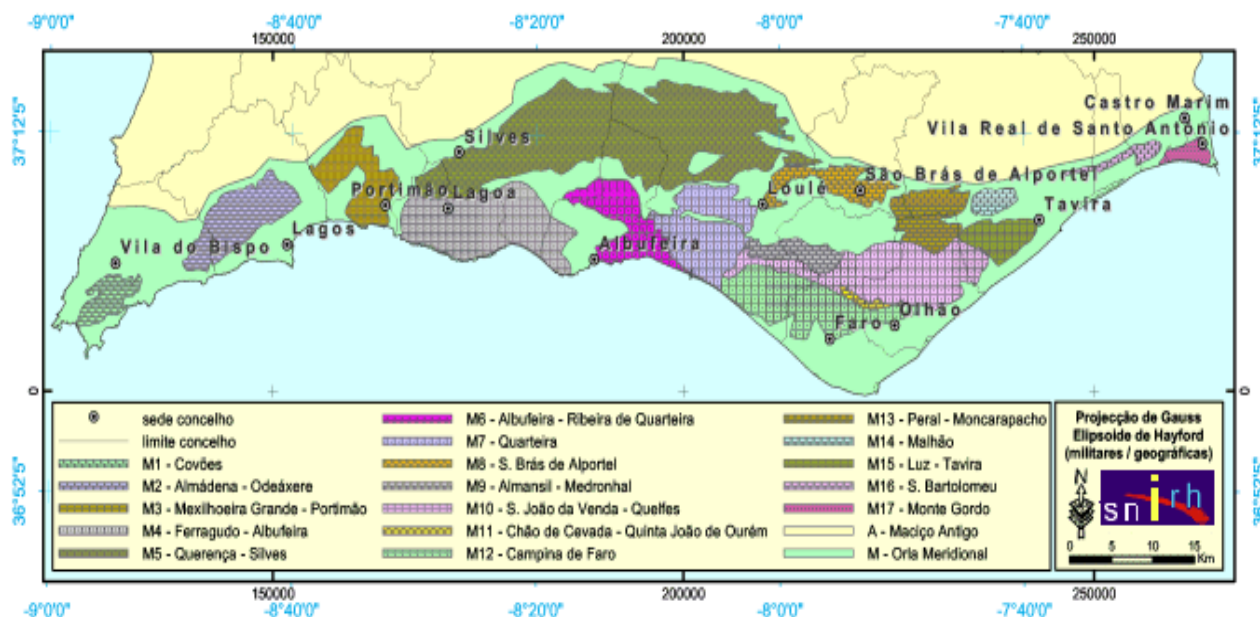 -9°0'0" -8°40'0" -8°20'0" -8°0'0" -7°40'0"
150000 200000 250000
37°12'5" 37°12'5"
Castro Marim
Vila Real de Santo António
Silves
São Brás de Alportel
Portimão Lagoa Loulé
Tavira
Lagos
Vila do Bispo Albufeira
Olhão
Faro
0 0
sede concelho
limite concelho
M1 - Covões
M2 - Almádena - Odeáxere
M3 - Mexilhoeira Grande - Portimão
M4 - Ferragudo - Albufeira
M5 - Querença - Silves
M6 - Albufeira - Ribeira de Quarteira
M7 - Quarteira
M8 - S. Brás de Alportel
M9 - Almansil - Medronhal
M10 - S. João da Venda - Quelfes
M11 - Chão de Cevada - Quinta João de Ourém
M12 - Campina de Faro
M13 - Peral - Moncarapacho
M14 - Malhão
M15 - Luz - Tavira
M16 - S. Bartolomeu
M17 - Monte Gordo
A - Maciço Antigo
M - Orla Meridional
Projecção de Gauss
Elipsoide de Hayford
(militares / geográficas)
N
snirh
0 5 10 15
Km
36°52'5" 36°52'5"
150000 200000 250000
-9°0'0" -8°40'0" -8°20'0" -8°0'0" -7°40'0"